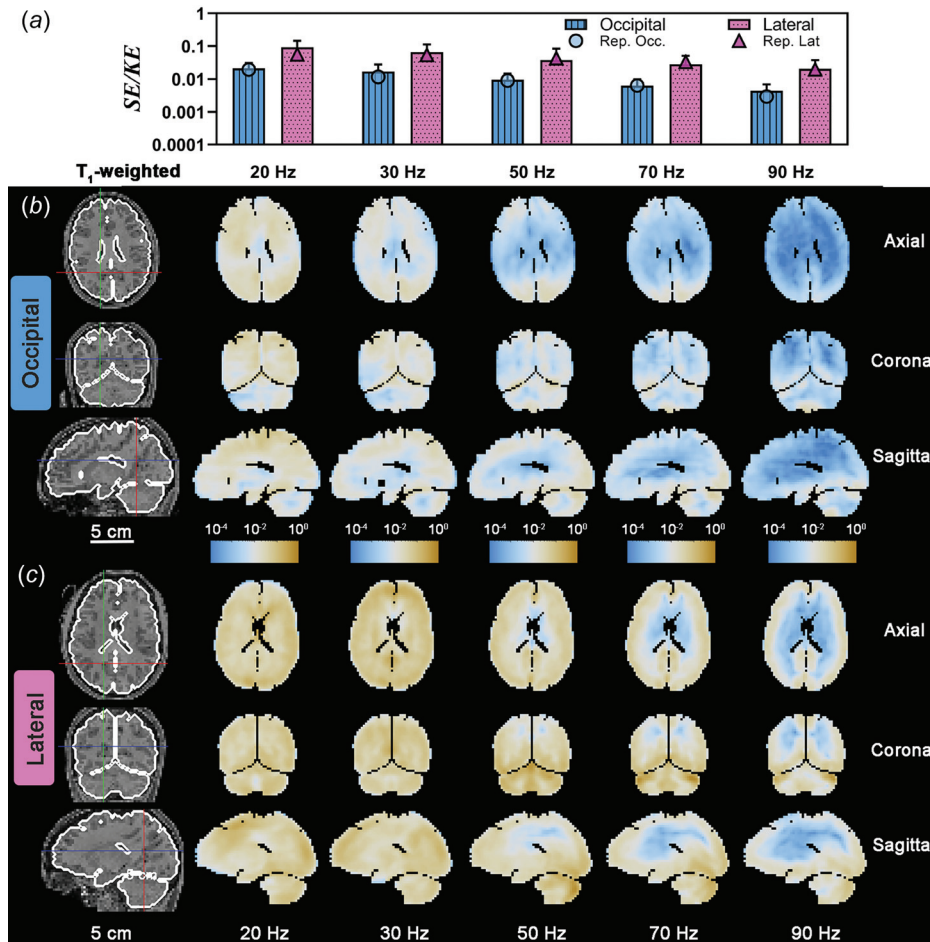 (a)
SE/KE
1
0.1
0.01
0.001
0.0001
Occipital
Lateral
Rep. Occ.
Rep. Lat
T1-weighted
20 Hz
30 Hz
50 Hz
70 Hz
90 Hz
(b)
Occipital
Axial
Corona
Sagitta
5 cm
10-4 10-2 100
10-4 10-2 100
10-4 10-2 100
10-4 10-2 100
10-4 10-2 100
(c)
Lateral
Axial
Corona
Sagitta
5 cm
20 Hz
30 Hz
50 Hz
70 Hz
90 Hz